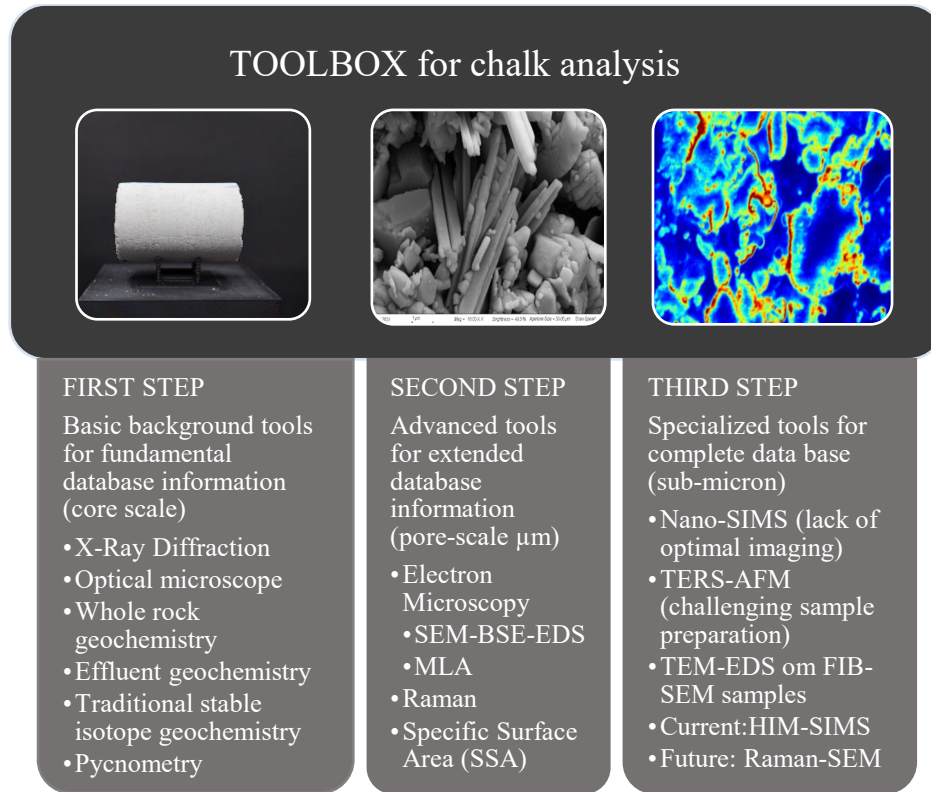 TOOLBOX for chalk analysis
FIRST STEP
Basic background tools
for fundamental
database information
(core scale)
•X-Ray Diffraction
•Optical microscope
•Whole rock
geochemistry
•Effluent geochemistry
•Traditional stable
isotope geochemistry
•Pycnometry
SECOND STEP
Advanced tools
for extended
database
information
(pore-scale µm)
•Electron
Microscopy
•SEM-BSE-EDS
•MLA
•Raman
•Specific Surface
Area (SSA)
THIRD STEP
Specialized tools for
complete data base
(sub-micron)
•Nano-SIMS (lack of
optimal imaging)
•TERS-AFM
(challenging sample
preparation)
•TEM-EDS om FIB-
SEM samples
•Current:HIM-SIMS
•Future: Raman-SEM